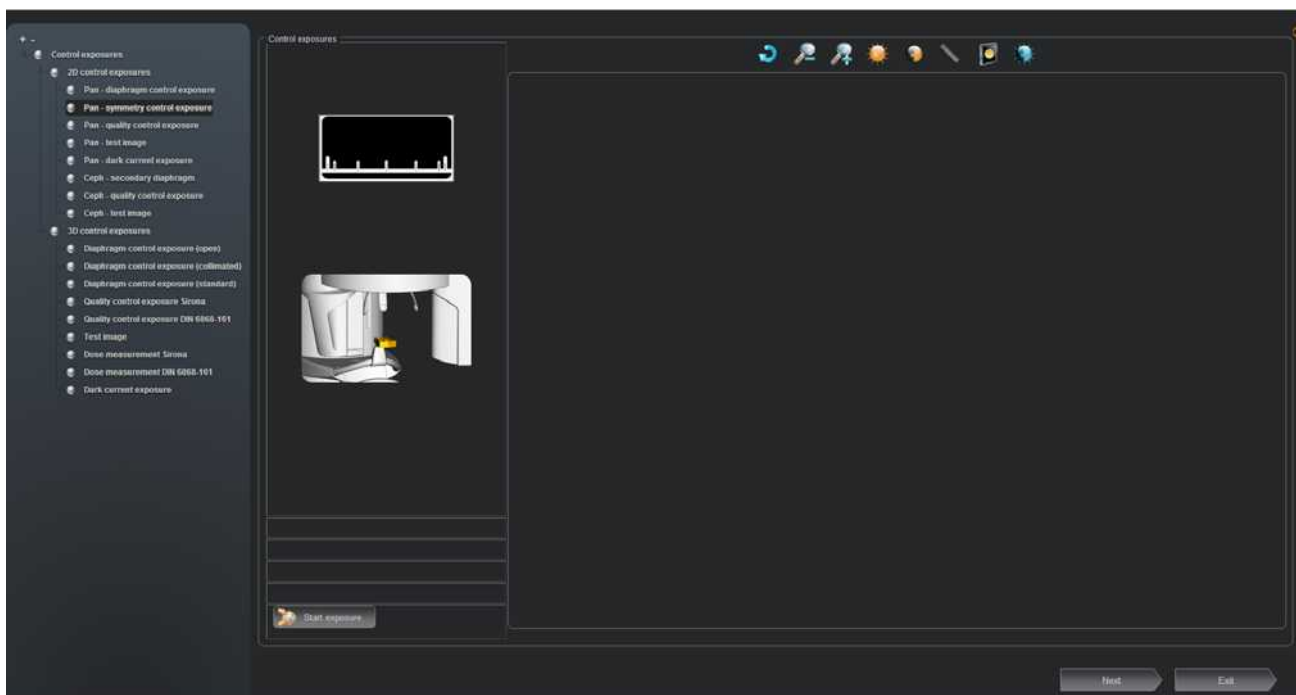 + -
Control exposures
2D control exposures
Pan - diaphragm control exposure
Pan - symmetry control exposure
Pan - quality control exposure
Pan - test image
Pan - dark current exposure
Ceph - secondary diaphragm
Ceph - quality control exposure
Ceph - test image
3D control exposures
Diaphragm control exposure (open)
Diaphragm control exposure (collimated)
Diaphragm control exposure (standard)
Quality control exposure Sirona
Quality control exposure DIN 6868-161
Test image
Dose measurement Sirona
Dose measurement DIN 6868-161
Dark current exposure
Control exposures
Start exposure
Next
Exit